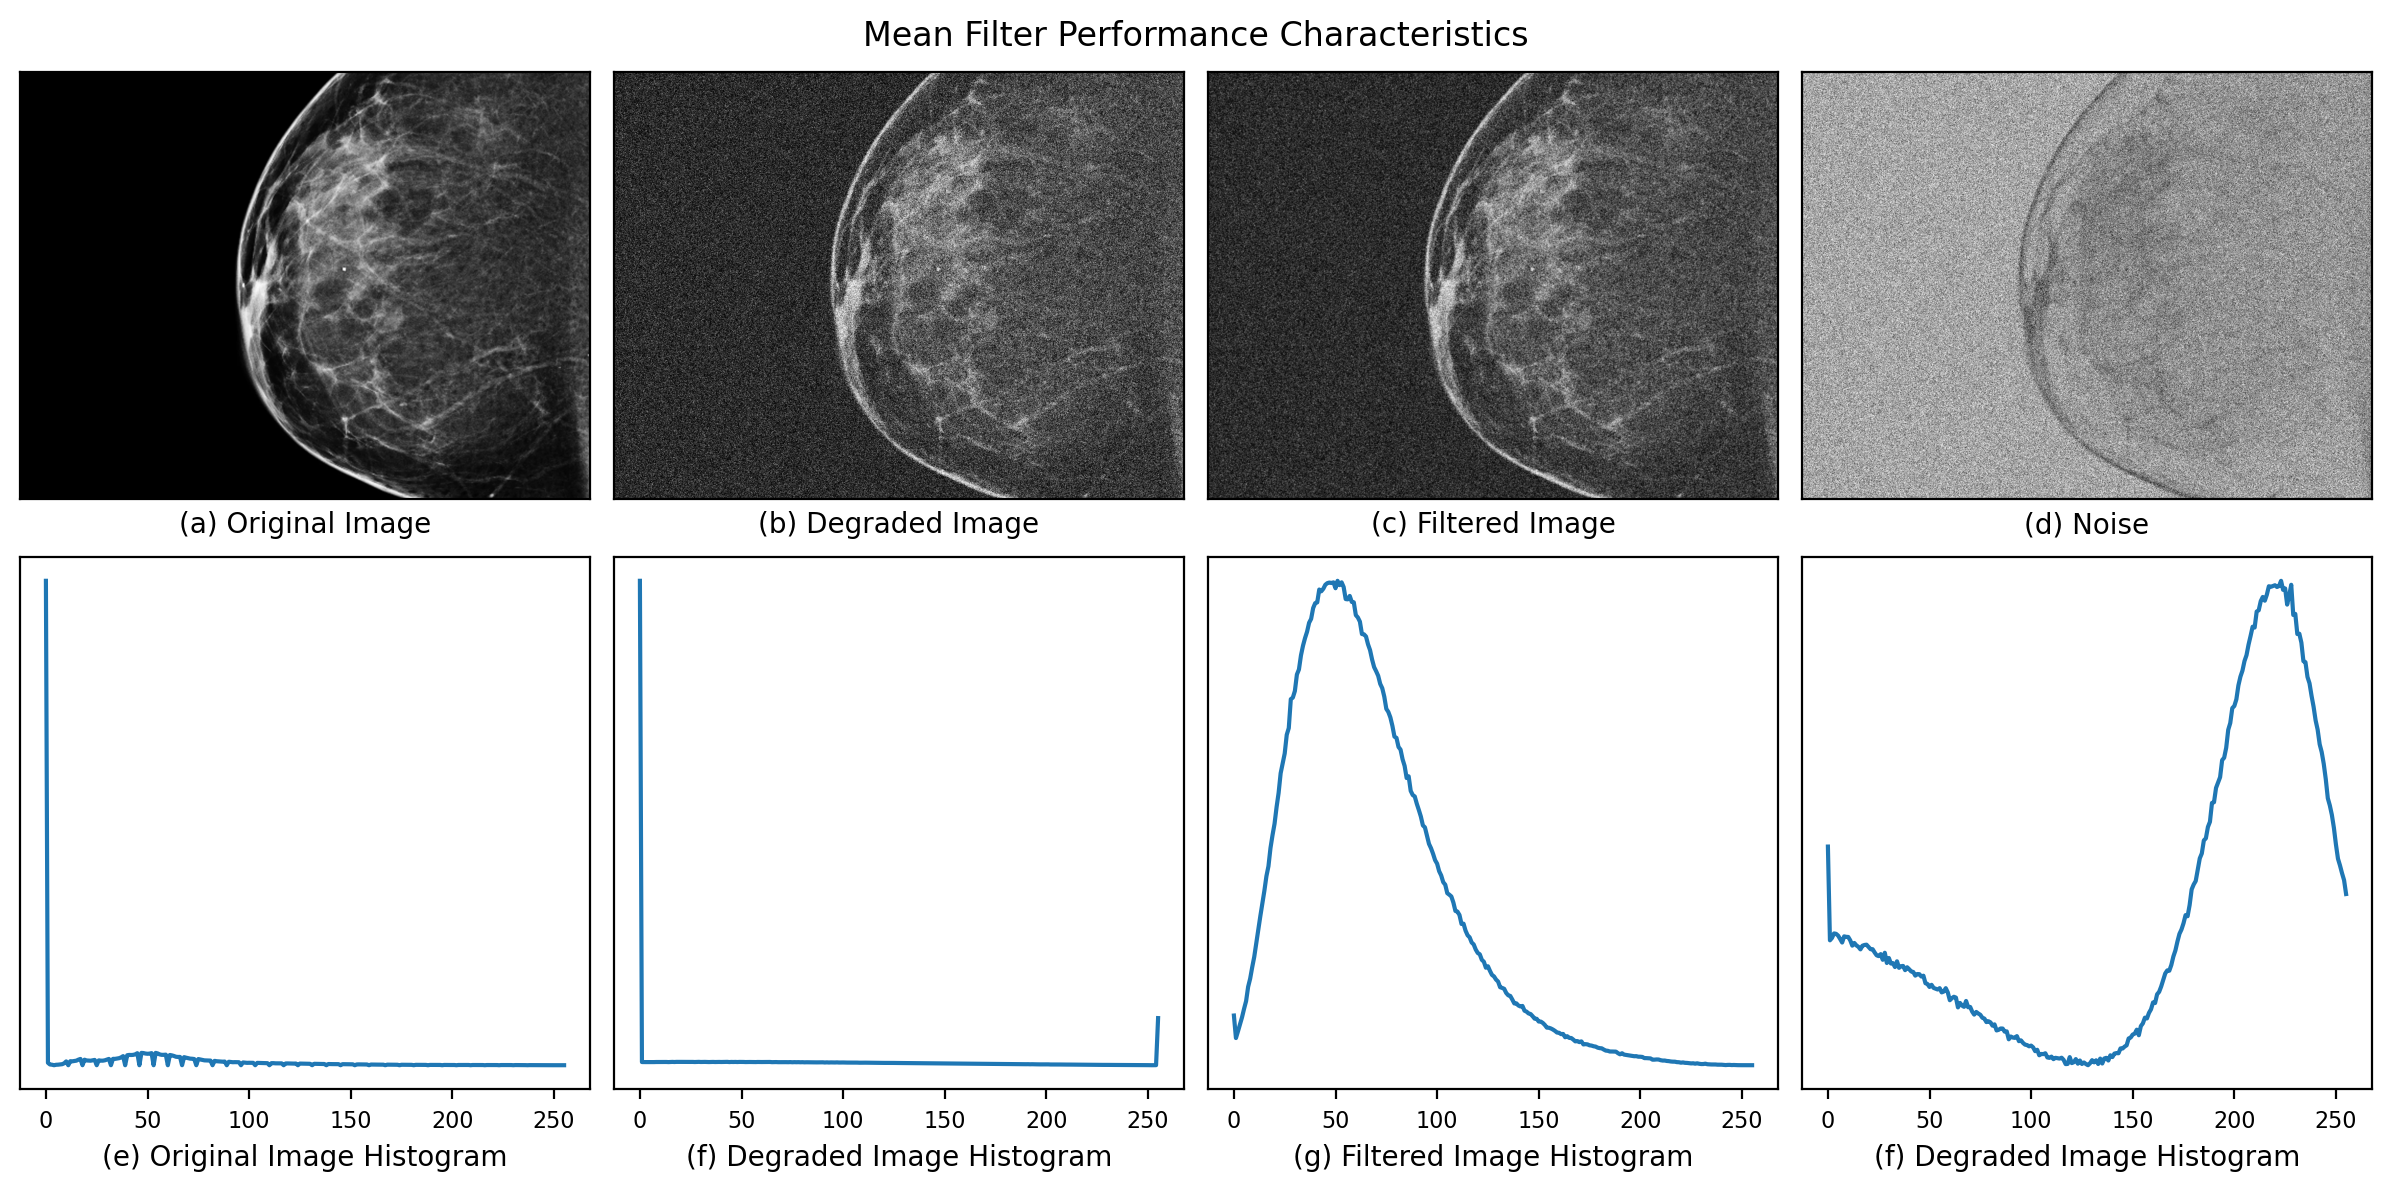 Mean Filter Performance Characteristics
(a) Original Image
(b) Degraded Image
(c) Filtered Image
(d) Noise
0 50 100 150 200 250
(e) Original Image Histogram
0 50 100 150 200 250
(f) Degraded Image Histogram
0 50 100 150 200 250
(g) Filtered Image Histogram
0 50 100 150 200 250
(f) Degraded Image Histogram